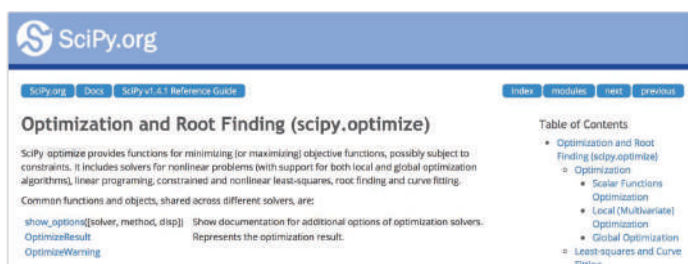 SciPy.org
SciPy.org Docs SciPy v1.4.1 Reference Guide
index modules next previous
Optimization and Root Finding (scipy.optimize)
SciPy optimize provides functions for minimizing (or maximizing) objective functions, possibly subject to
constraints. It includes solvers for nonlinear problems (with support for both local and global optimization
algorithms), linear programing, constrained and nonlinear least-squares, root finding and curve fitting.
Common functions and objects, shared across different solvers, are:
show_options([solver, method, disp]) Show documentation for additional options of optimization solvers.
OptimizeResult Represents the optimization result.
OptimizeWarning
Table of Contents
Optimization and Root
Finding (scipy.optimize)
Optimization
Scalar Functions
Optimization
Local (Multivariate)
Optimization
Global Optimization
Least-squares and Curve